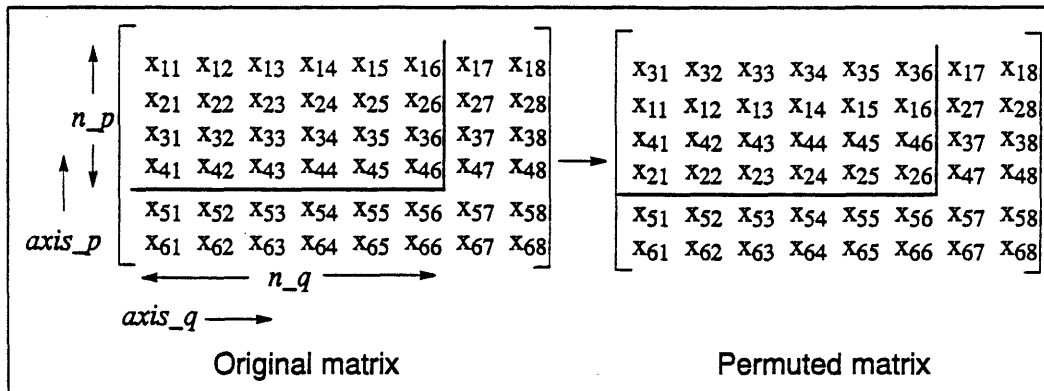 x11 x12 x13 x14 x15 x16 x17 x18
x21 x22 x23 x24 x25 x26 x27 x28
x31 x32 x33 x34 x35 x36 x37 x38
x41 x42 x43 x44 x45 x46 x47 x48
x51 x52 x53 x54 x55 x56 x57 x58
x61 x62 x63 x64 x65 x66 x67 x68
n_p
axis_p
n_q
axis_q
Original matrix
x31 x32 x33 x34 x35 x36 x17 x18
x11 x12 x13 x14 x15 x16 x27 x28
x41 x42 x43 x44 x45 x46 x37 x38
x21 x22 x23 x24 x25 x26 x47 x48
x51 x52 x53 x54 x55 x56 x57 x58
x61 x62 x63 x64 x65 x66 x67 x68
Permuted matrix